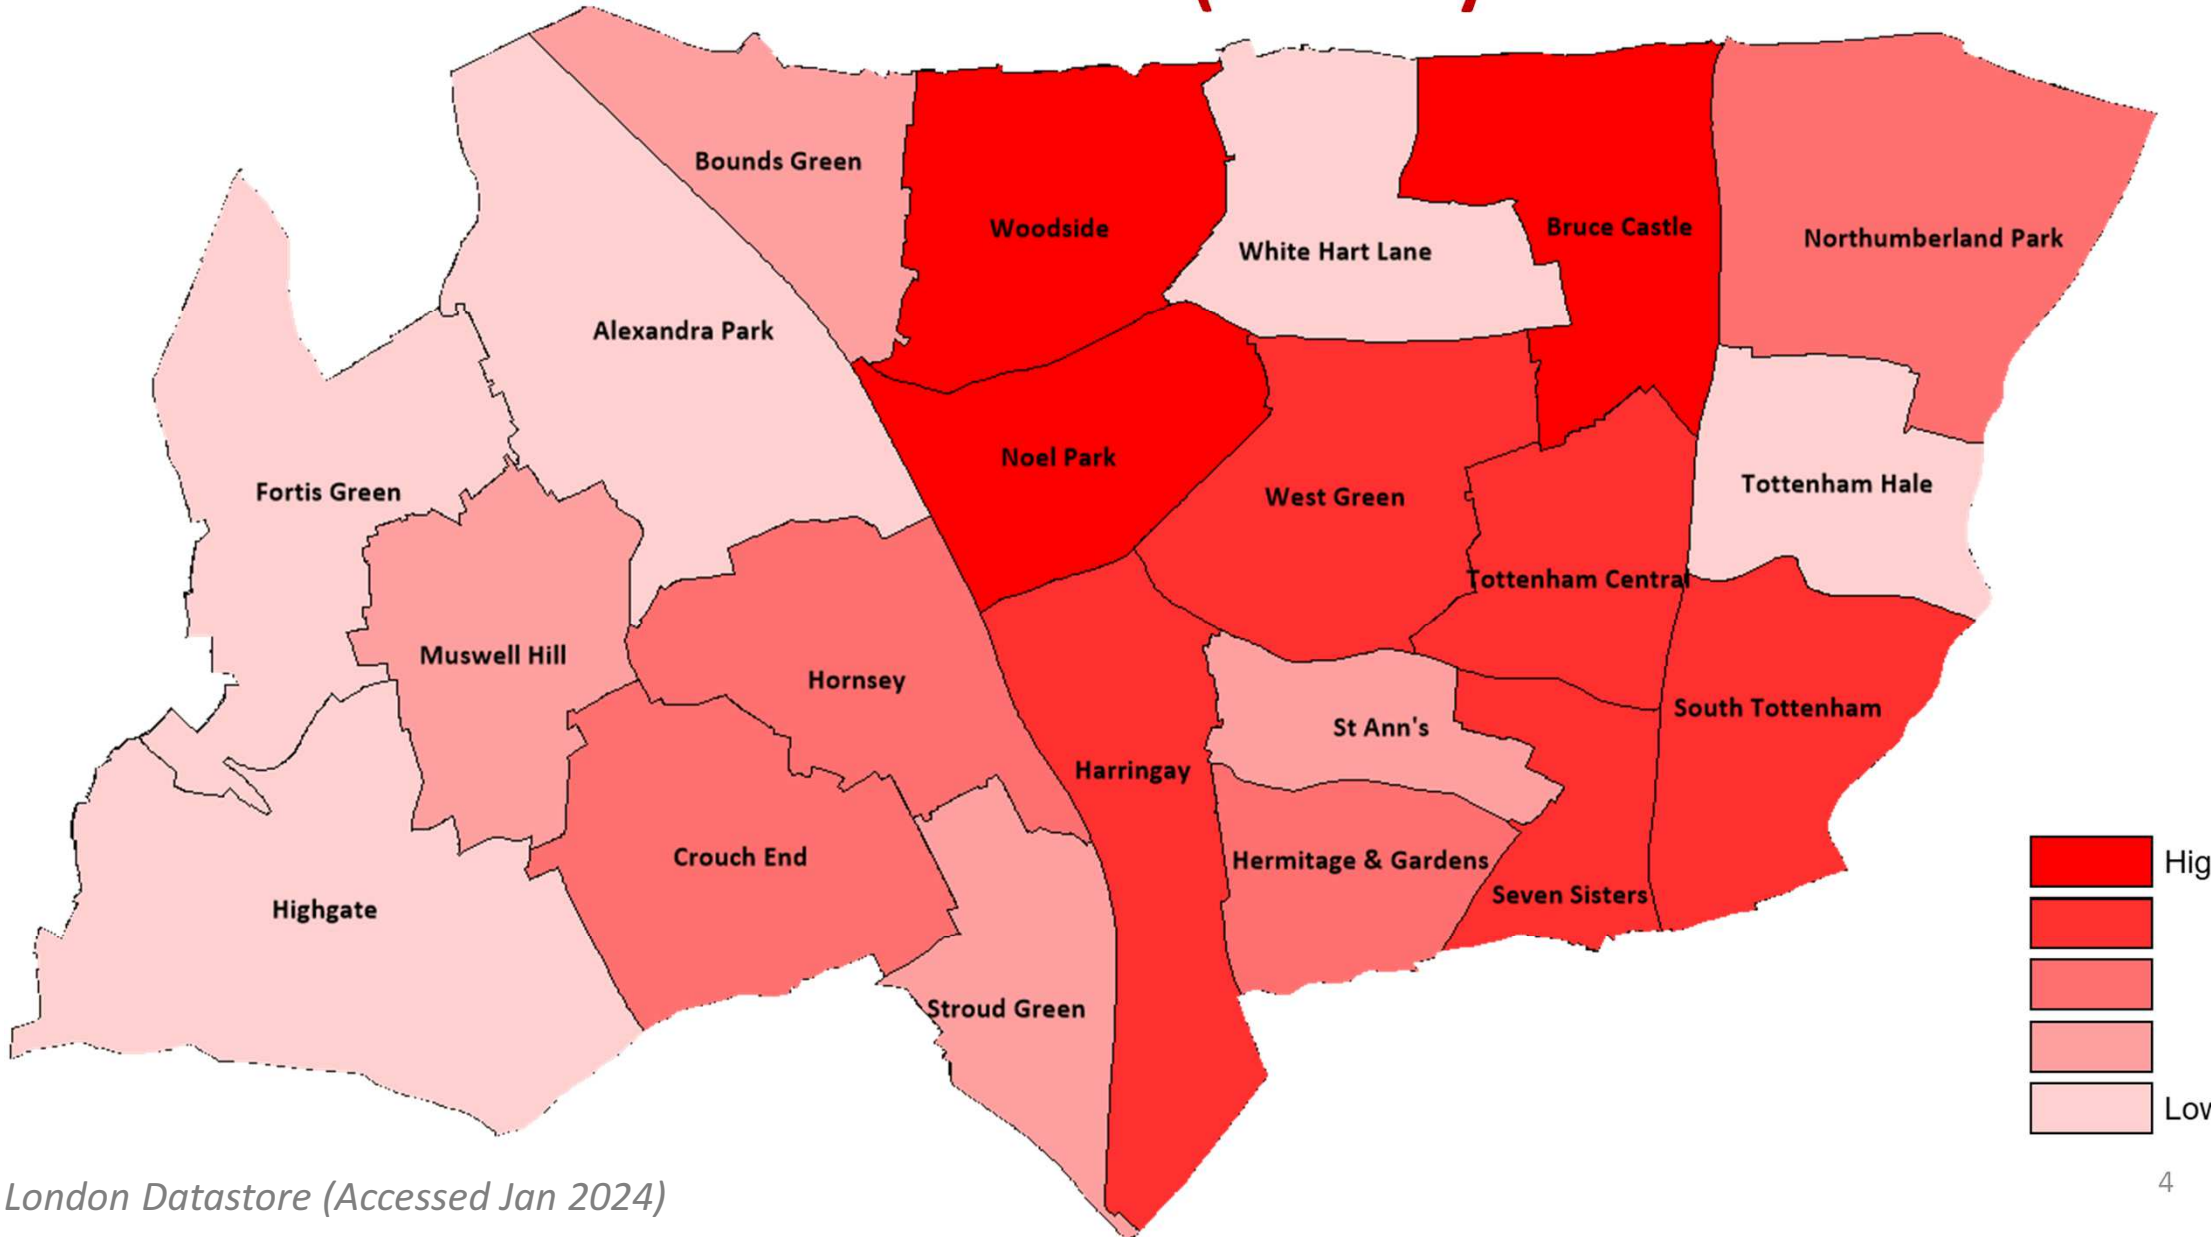 Bounds Green
Woodside
White Hart Lane
Bruce Castle
Northumberland Park
Alexandra Park
Noel Park
West Green
Tottenham Hale
Fortis Green
Tottenham Central
Muswell Hill
Hornsey
St Ann's
South Tottenham
Harringay
Crouch End
Hermitage & Gardens
Seven Sisters
Highgate
Stroud Green
Hig
Low
London Datastore (Accessed Jan 2024)
4